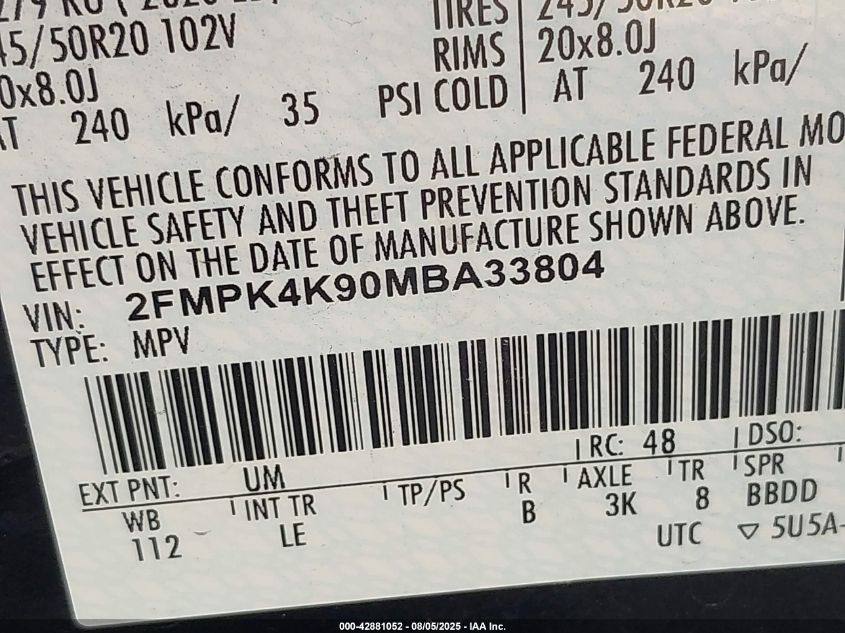 TIRES
45/50R20 102V
RIMS 20x8.0J
0x8.0J
AT 240 kPa/ 35 PSI COLD AT 240 kPa/
THIS VEHICLE CONFORMS TO ALL APPLICABLE FEDERAL MO
VEHICLE SAFETY AND THEFT PREVENTION STANDARDS IN
EFFECT ON THE DATE OF MANUFACTURE SHOWN ABOVE.
VIN: 2FMPK4K90MBA33804
TYPE: MPV
EXT PNT: UM RC: 48 DSO:
WB INT TR TP/PS R AXLE TR SPR
112 LE B 3K 8 BBDD
UTC ▽ 5U5A-
000-42881052 - 08/05/2025 - IAA Inc.